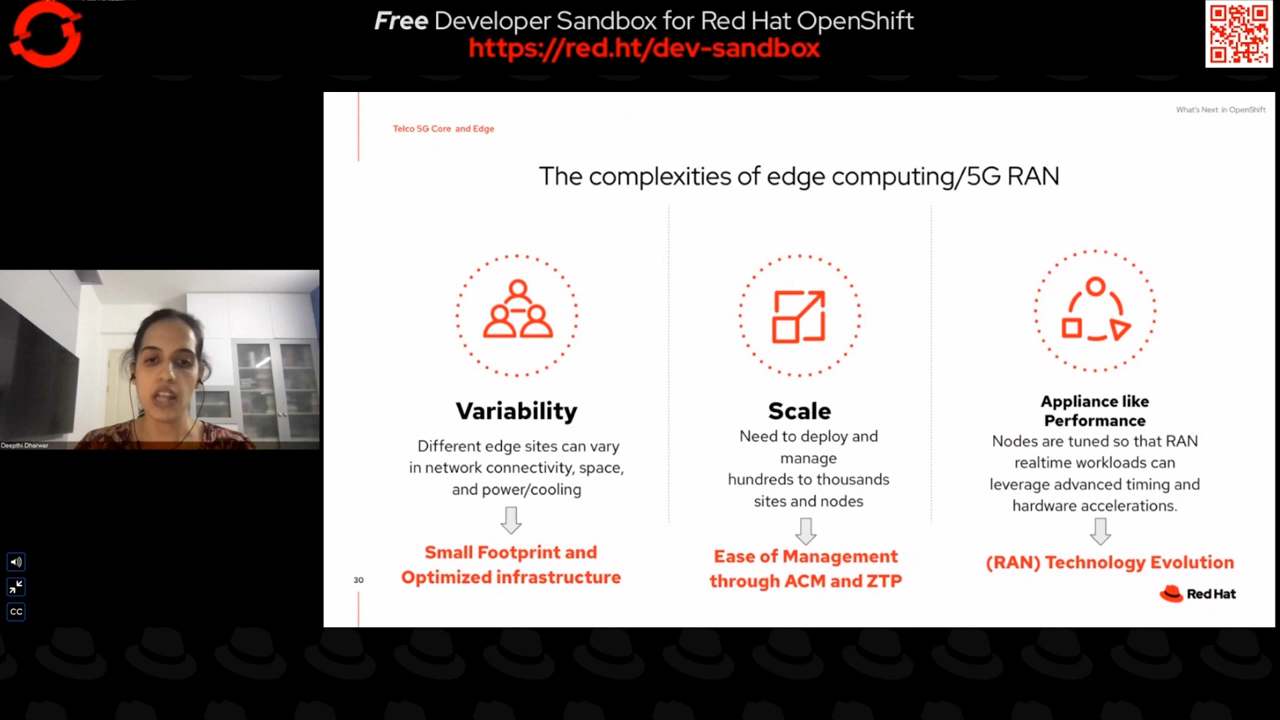 Free Developer Sandbox for Red Hat OpenShift
https://red.ht/dev-sandbox
What's Next in OpenShift
Telco 5G Core and Edge
The complexities of edge computing/5G RAN
Variability
Different edge sites can vary
in network connectivity, space,
and power/cooling
Small Footprint and
Optimized infrastructure
Scale
Need to deploy and
manage
hundreds to thousands
sites and nodes
Ease of Management
through ACM and ZTP
Appliance like
Performance
Nodes are tuned so that RAN
realtime workloads can
leverage advanced timing and
hardware accelerations.
(RAN) Technology Evolution
30
Red Hat
Deepthi Dharwar
CC